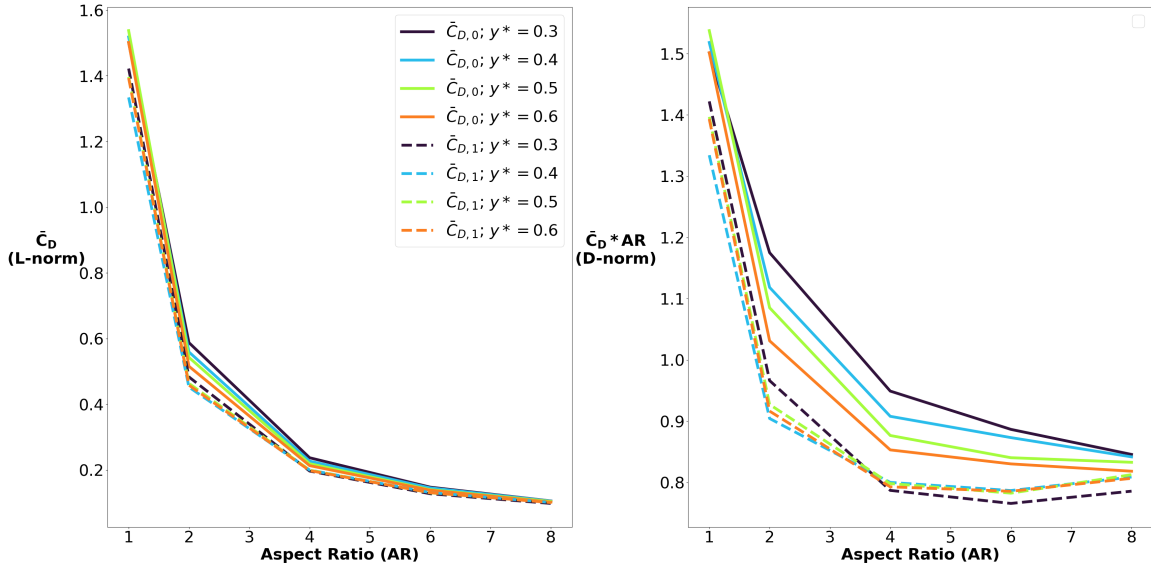 1.6
1.4
1.2
1.0
0.8
0.6
0.4
0.2
C̄_D
(L-norm)
1 2 3 4 5 6 7 8
Aspect Ratio (AR)
C̄_{D,0}; y* = 0.3
C̄_{D,0}; y* = 0.4
C̄_{D,0}; y* = 0.5
C̄_{D,0}; y* = 0.6
C̄_{D,1}; y* = 0.3
C̄_{D,1}; y* = 0.4
C̄_{D,1}; y* = 0.5
C̄_{D,1}; y* = 0.6
1.5
1.4
1.3
1.2
1.1
1.0
0.9
0.8
C̄_D * AR
(D-norm)
1 2 3 4 5 6 7 8
Aspect Ratio (AR)